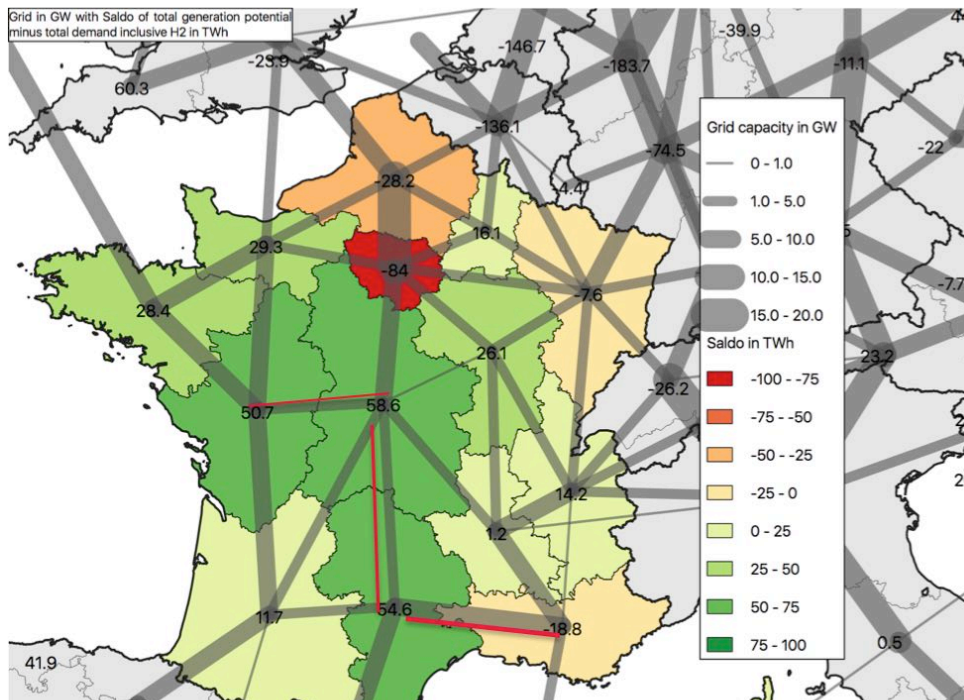 Grid in GW with Saldo of total generation potential
minus total demand inclusive H2 in TWh
-39.9
-146.7
-23.9
-183.7
-11.1
60.3
-136.1
-22
-74.5
-28.2
4.4
16.1
29.3
-84
-7.6
-7.7
28.4
26.1
23.2
-26.2
50.7
58.6
14.2
1.2
11.7
54.6
-18.8
0.5
41.9
Grid capacity in GW
0 - 1.0
1.0 - 5.0
5.0 - 10.0
10.0 - 15.0
15.0 - 20.0
Saldo in TWh
-100 - -75
-75 - -50
-50 - -25
-25 - 0
0 - 25
25 - 50
50 - 75
75 - 100